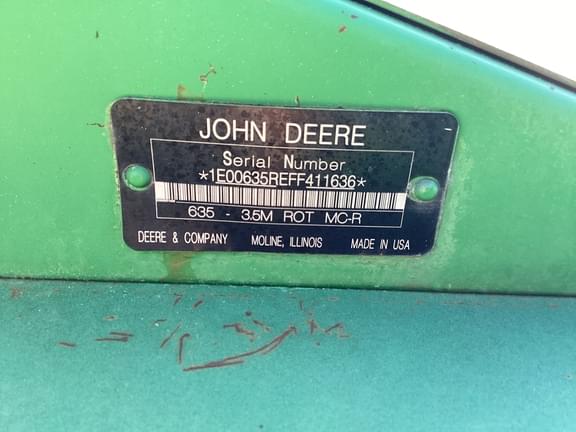 JOHN DEERE
Serial Number
*1E00635REFF411636*
635 - 3.5M ROT MC-R
DEERE & COMPANY MOLINE, ILLINOIS MADE IN USA